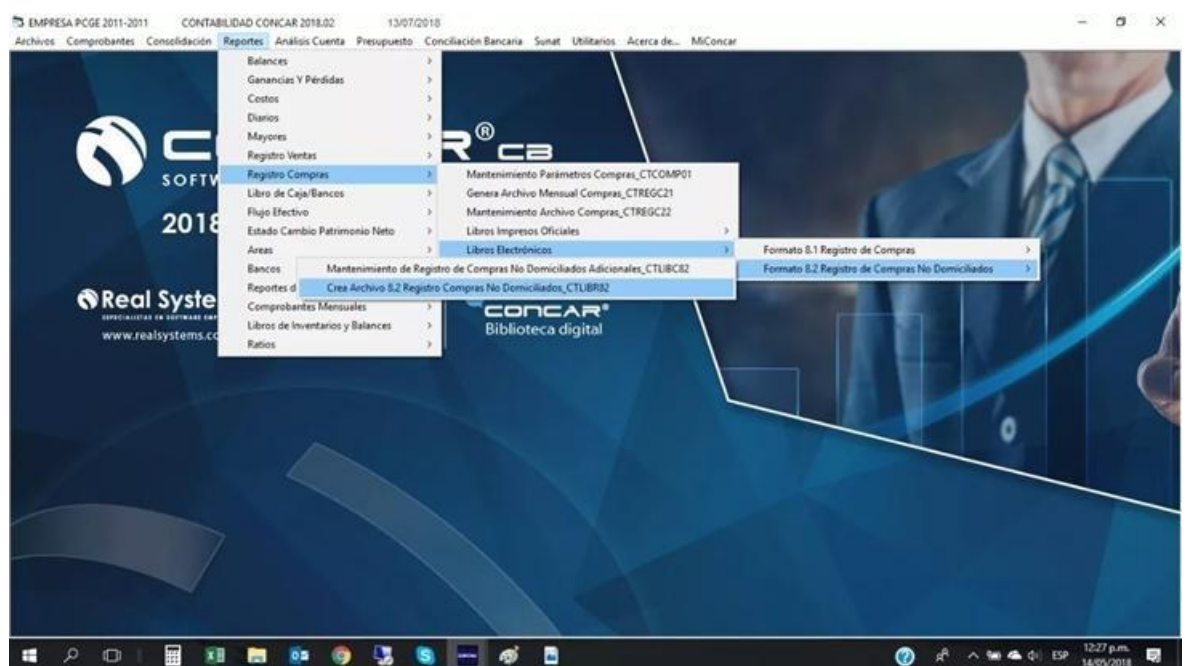 EMPRESA PCGE 2011-2011 CONTABILIDAD CONCAR 2018.02 13/07/2018
Archivos Comprobantes Consolidación Reportes Análisis Cuenta Presupuesto Conciliación Bancaria Sunat Utilitarios Acerca de... MiConcar
Balances
Ganancias Y Pérdidas
Costos
Diarios
Mayores
Registro Ventas
Registro Compras
Libro de Caja/Bancos
Flujo Efectivo
Estado Cambio Patrimonio Neto
Areas
Bancos
Reportes d
Comprobantes Mensuales
Libros de Inventarios y Balances
Ratios
Mantenimiento Parámetros Compras_CTCOMP01
Genera Archivo Mensual Compras_CTREGC21
Mantenimiento Archivo Compras_CTREGC22
Libros Impresos Oficiales
Libros Electrónicos
Formato 8.1 Registro de Compras
Formato 8.2 Registro de Compras No Domiciliados
Mantenimiento de Registro de Compras No Domiciliados Adicionales_CTLIBC82
Crea Archivo 8.2 Registro Compras No Domiciliados_CTLIBR82
R® CB
SOFTW
2018
Real Syste
www.realsystems.co
CONCAR®
Biblioteca digital
ESP
12:27 p.m.
14/05/2018